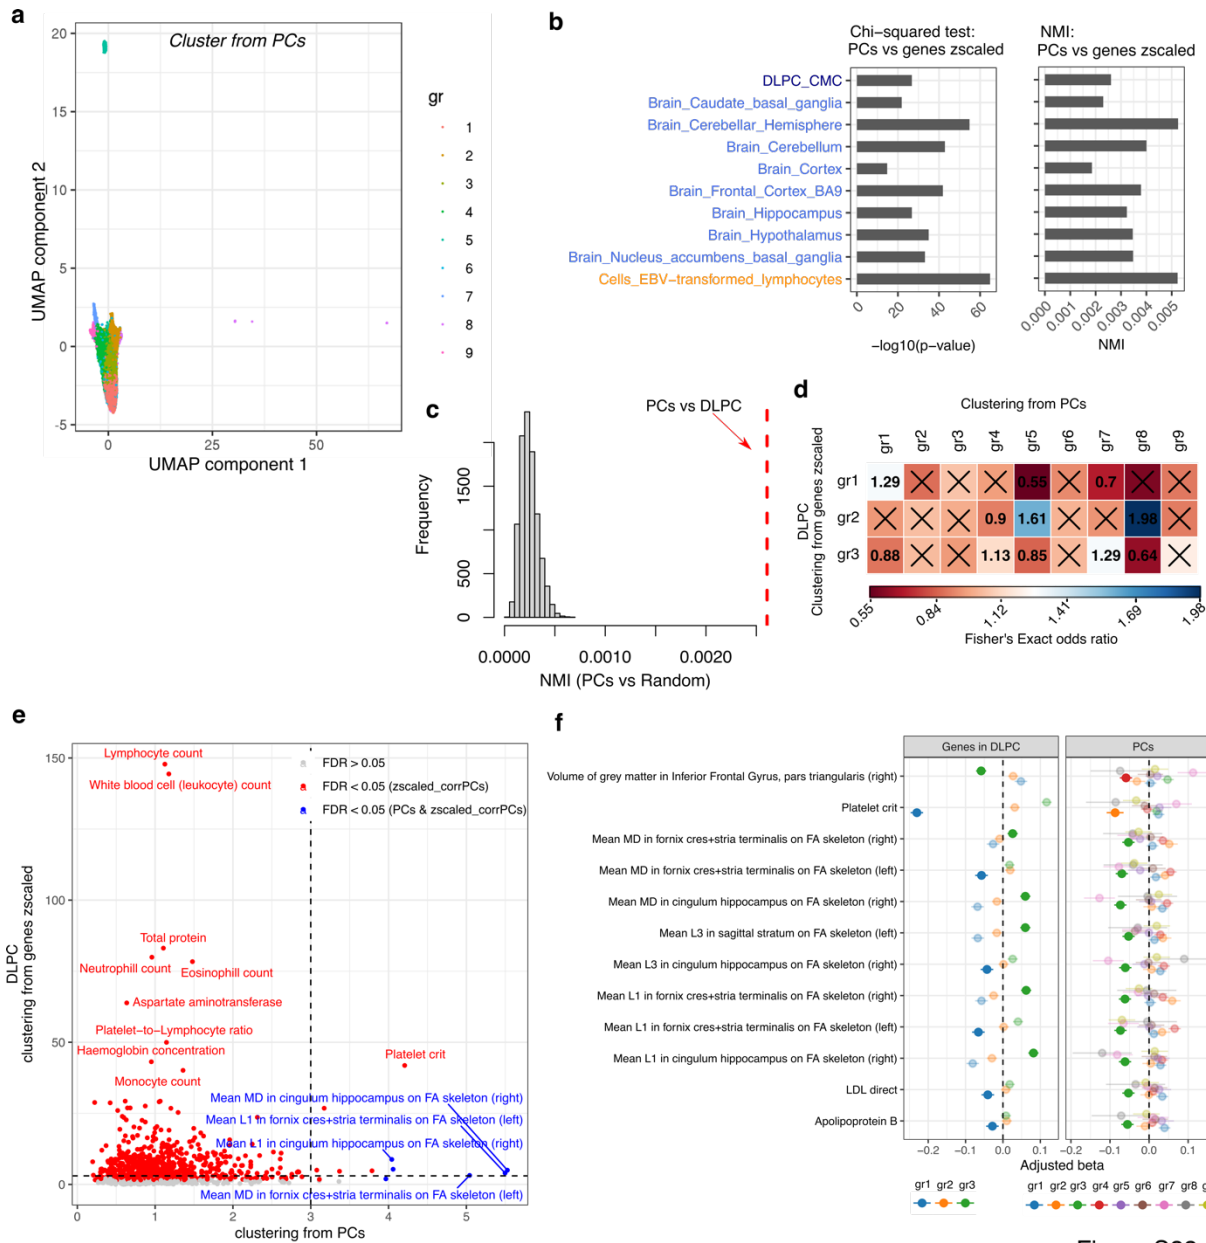 a
Cluster from PCs
20
15
10
5
0
-5
0
25
50
UMAP component 2
UMAP component 1
gr
1
2
3
4
5
6
7
8
9
b
Chi−squared test:
PCs vs genes zscaled
NMI:
PCs vs genes zscaled
DLPC_CMC
Brain_Caudate_basal_ganglia
Brain_Cerebellar_Hemisphere
Brain_Cerebellum
Brain_Cortex
Brain_Frontal_Cortex_BA9
Brain_Hippocampus
Brain_Hypothalamus
Brain_Nucleus_accumbens_basal_ganglia
Cells_EBV−transformed_lymphocytes
0
20
40
60
−log10(p−value)
0.000
0.001
0.002
0.003
0.004
0.005
NMI
c
PCs vs DLPC
Frequency
0
500
1500
0.0000
0.0010
0.0020
NMI (PCs vs Random)
d
Clustering from PCs
gr1 gr2 gr3 gr4 gr5 gr6 gr7 gr8 gr9
DLPC
Clustering from genes zscaled
gr1 1.29 0.55 0.7
gr2 0.9 1.61 1.98
gr3 0.88 1.13 0.85 1.29 0.64
0.55 0.84 1.12 1.41 1.69 1.98
Fisher's Exact odds ratio
e
DLPC
clustering from genes zscaled
150
100
50
0
Lymphocyte count
White blood cell (leukocyte) count
FDR > 0.05
FDR < 0.05 (zscaled_corrPCs)
FDR < 0.05 (PCs & zscaled_corrPCs)
Total protein
Neutrophill count
Eosinophill count
Aspartate aminotransferase
Platelet−to−Lymphocyte ratio
Haemoglobin concentration
Monocyte count
Platelet crit
Mean MD in cingulum hippocampus on FA skeleton (right)
Mean L1 in fornix cres+stria terminalis on FA skeleton (left)
Mean L1 in cingulum hippocampus on FA skeleton (right)
Mean MD in fornix cres+stria terminalis on FA skeleton (left)
0 1 2 3 4 5
clustering from PCs
f
Genes in DLPC
PCs
Volume of grey matter in Inferior Frontal Gyrus, pars triangularis (right)
Platelet crit
Mean MD in fornix cres+stria terminalis on FA skeleton (right)
Mean MD in fornix cres+stria terminalis on FA skeleton (left)
Mean MD in cingulum hippocampus on FA skeleton (right)
Mean L3 in sagittal stratum on FA skeleton (left)
Mean L3 in cingulum hippocampus on FA skeleton (right)
Mean L1 in fornix cres+stria terminalis on FA skeleton (right)
Mean L1 in fornix cres+stria terminalis on FA skeleton (left)
Mean L1 in cingulum hippocampus on FA skeleton (right)
LDL direct
Apolipoprotein B
−0.2 −0.1 0.0 0.1
−0.2 −0.1 0.0 0.1
Adjusted beta
gr1 gr2 gr3
gr1 gr2 gr3 gr4 gr5 gr6 gr7 gr8